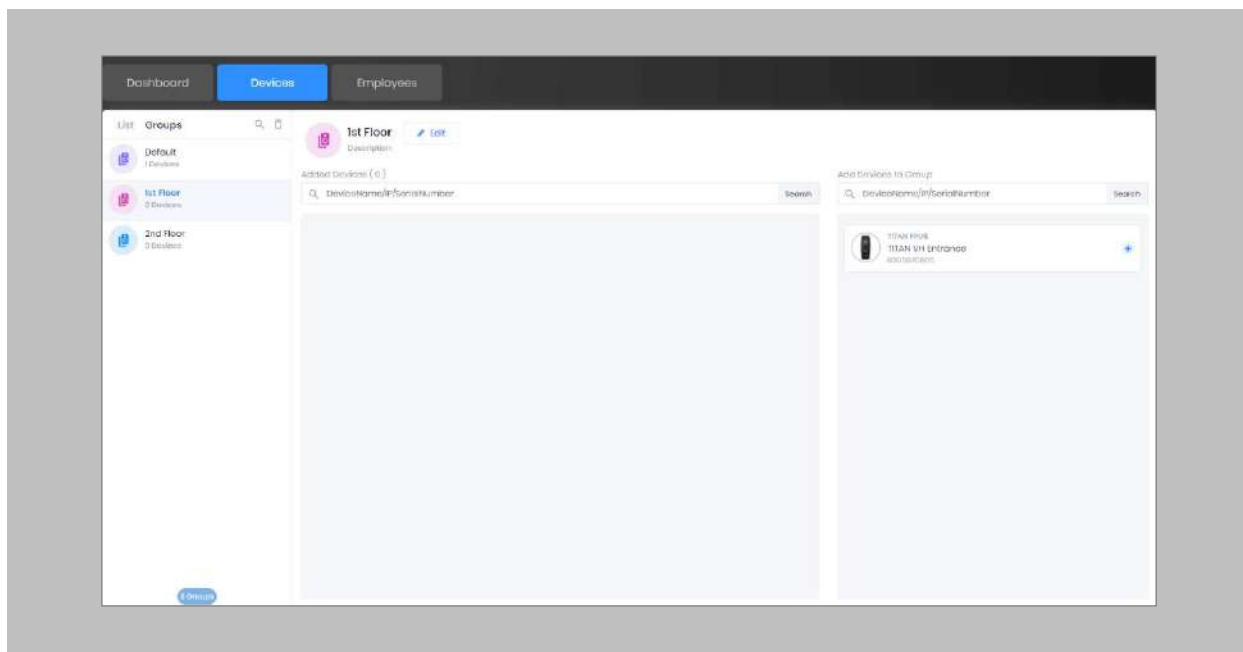 Dashboard
Devices
Employees
List Groups
Default
1 Devices
1st Floor
0 Devices
2nd Floor
0 Devices
1st Floor
Edit
Description
Added Devices ( 0 )
DeviceName/IP/SerialNumber
Search
Add Devices to Group
DeviceName/IP/SerialNumber
Search
TITAN VH Entrance
Groups